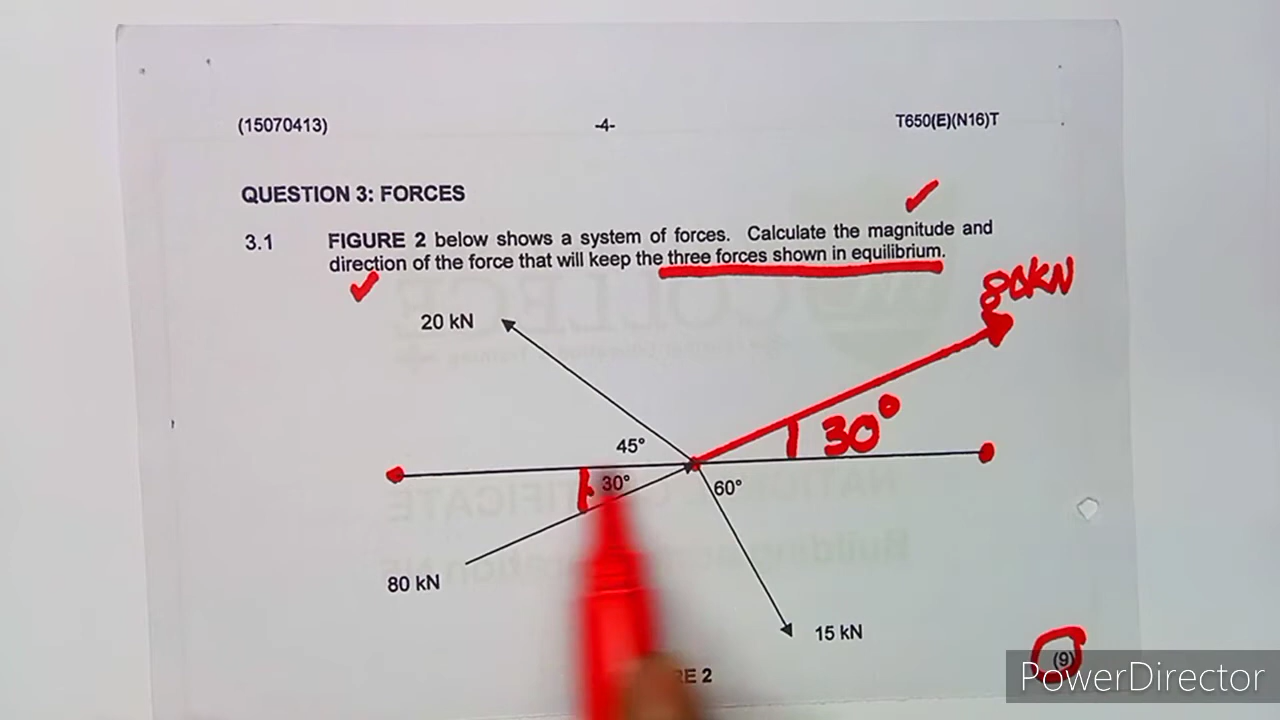 (15070413) -4- T650(E)(N16)T
QUESTION 3: FORCES
3.1 FIGURE 2 below shows a system of forces. Calculate the magnitude and
direction of the force that will keep the three forces shown in equilibrium.
80kN
20 kN
30°
45°
30°
60°
80 kN
15 kN
(9)
2
PowerDirector